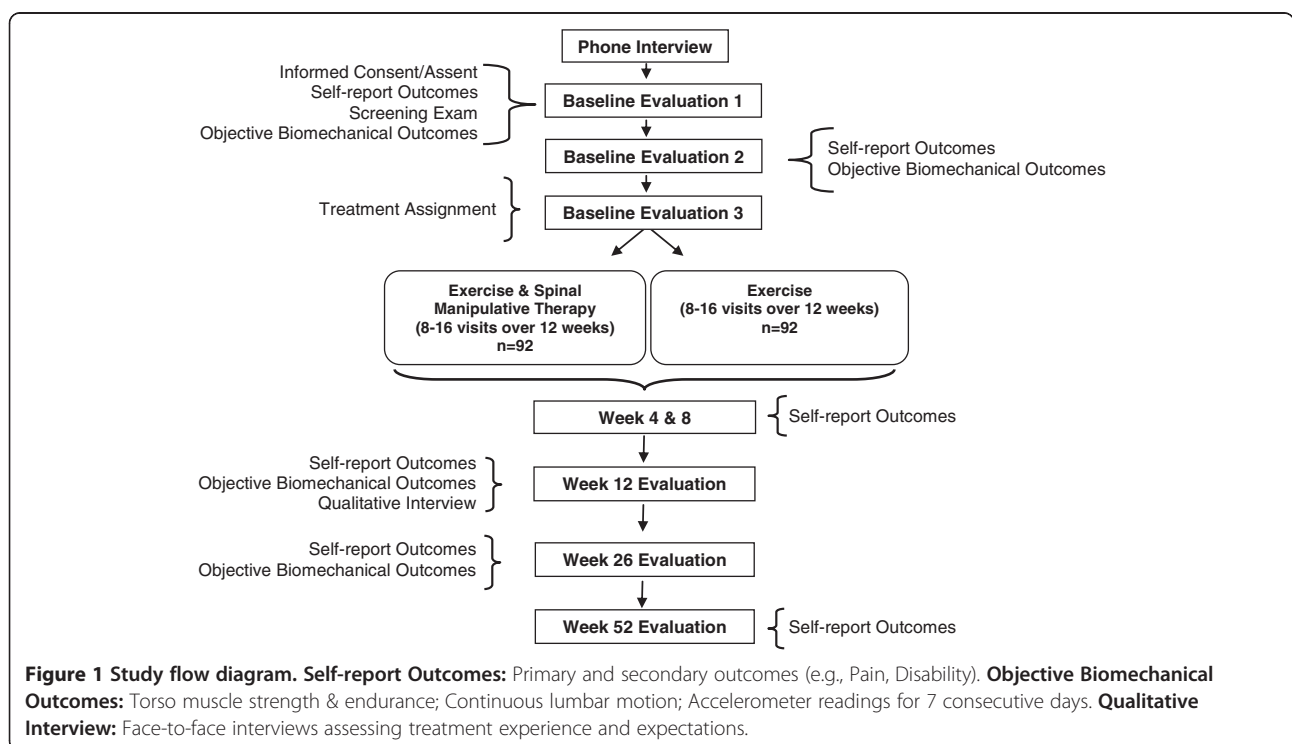 Phone Interview
Informed Consent/Assent
Self-report Outcomes
Screening Exam
Objective Biomechanical Outcomes
Baseline Evaluation 1
Baseline Evaluation 2
Self-report Outcomes
Objective Biomechanical Outcomes
Treatment Assignment
Baseline Evaluation 3
Exercise & Spinal
Manipulative Therapy
(8-16 visits over 12 weeks)
n=92
Exercise
(8-16 visits over 12 weeks)
n=92
Week 4 & 8
Self-report Outcomes
Self-report Outcomes
Objective Biomechanical Outcomes
Qualitative Interview
Week 12 Evaluation
Self-report Outcomes
Objective Biomechanical Outcomes
Week 26 Evaluation
Week 52 Evaluation
Self-report Outcomes
Figure 1 Study flow diagram. Self-report Outcomes: Primary and secondary outcomes (e.g., Pain, Disability). Objective Biomechanical
Outcomes: Torso muscle strength & endurance; Continuous lumbar motion; Accelerometer readings for 7 consecutive days. Qualitative
Interview: Face-to-face interviews assessing treatment experience and expectations.